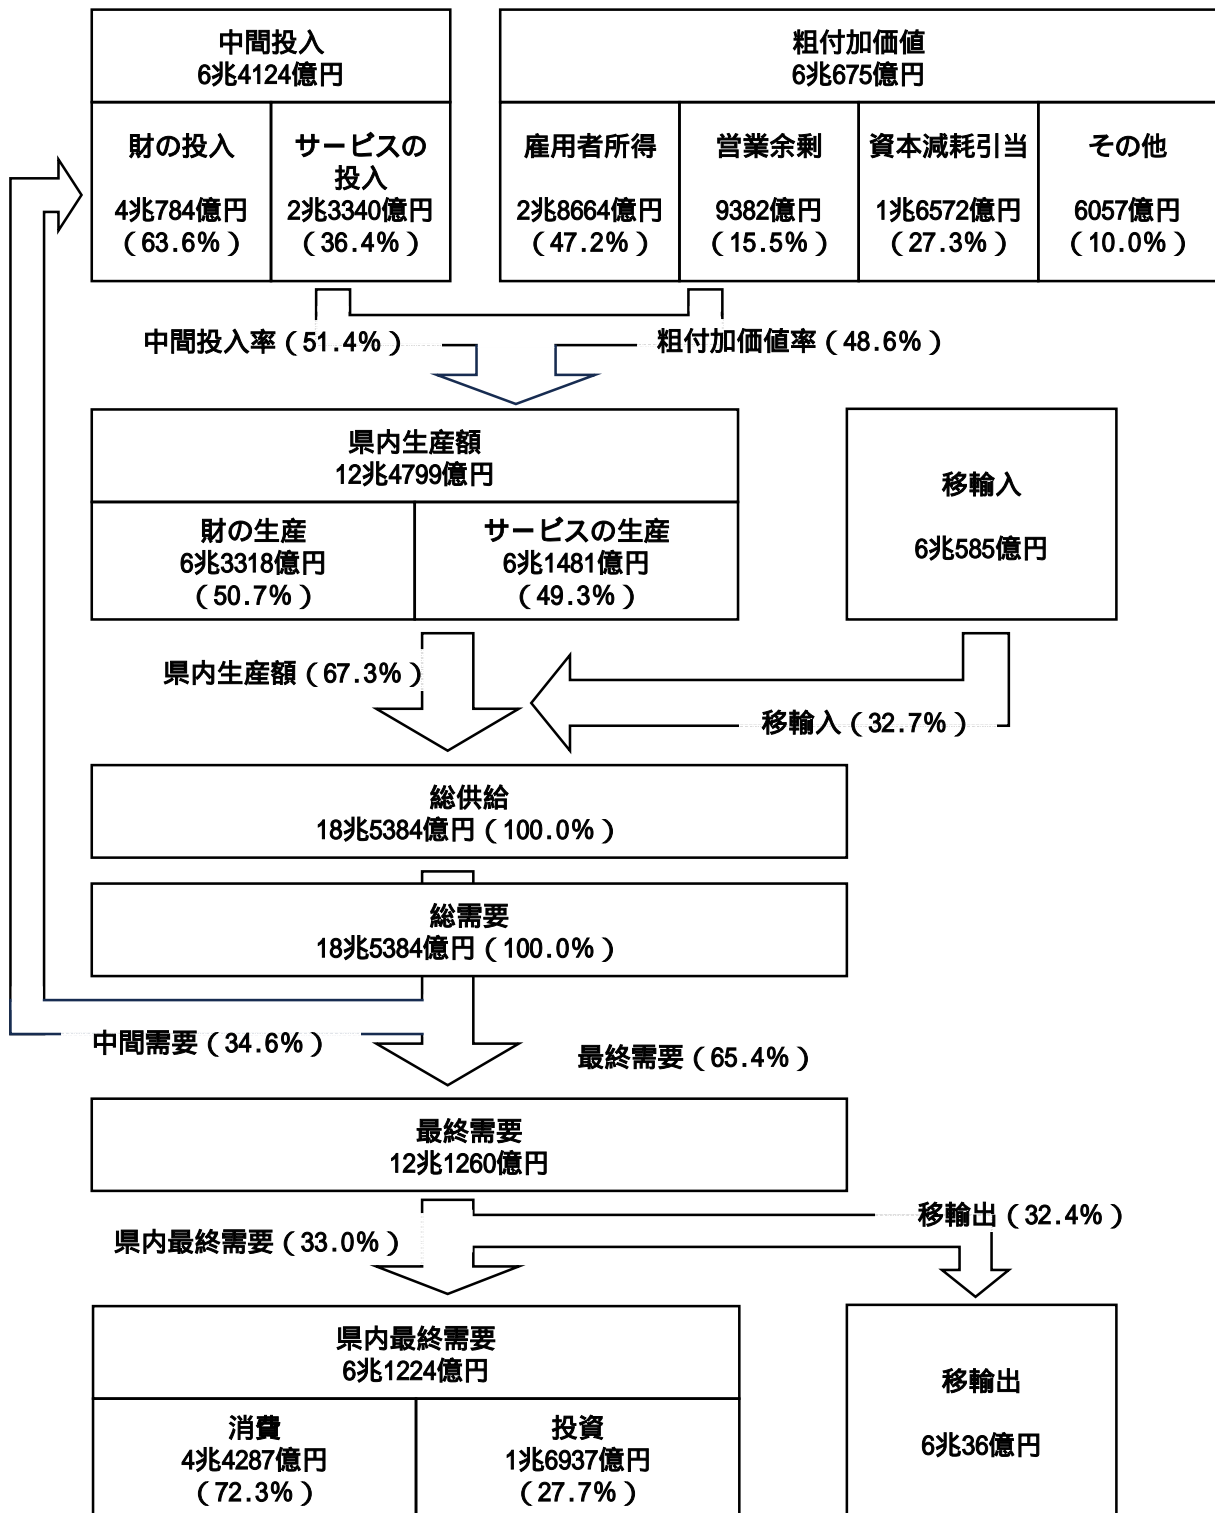 中間投入
6兆4124億円
粗付加価値
6兆675億円
財の投入
4兆784億円
（63.6%）
サービスの
投入
2兆3340億円
（36.4%）
雇用者所得
2兆8664億円
（47.2%）
営業余剰
9382億円
（15.5%）
資本減耗引当
1兆6572億円
（27.3%）
その他
6057億円
（10.0%）
中間投入率（51.4%）
粗付加価値率（48.6%）
県内生産額
12兆4799億円
財の生産
6兆3318億円
（50.7%）
サービスの生産
6兆1481億円
（49.3%）
移輸入
6兆585億円
県内生産額（67.3%）
移輸入（32.7%）
総供給
18兆5384億円（100.0%）
総需要
18兆5384億円（100.0%）
中間需要（34.6%）
最終需要（65.4%）
最終需要
12兆1260億円
県内最終需要（33.0%）
移輸出（32.4%）
県内最終需要
6兆1224億円
消費
4兆4287億円
（72.3%）
投資
1兆6937億円
（27.7%）
移輸出
6兆36億円